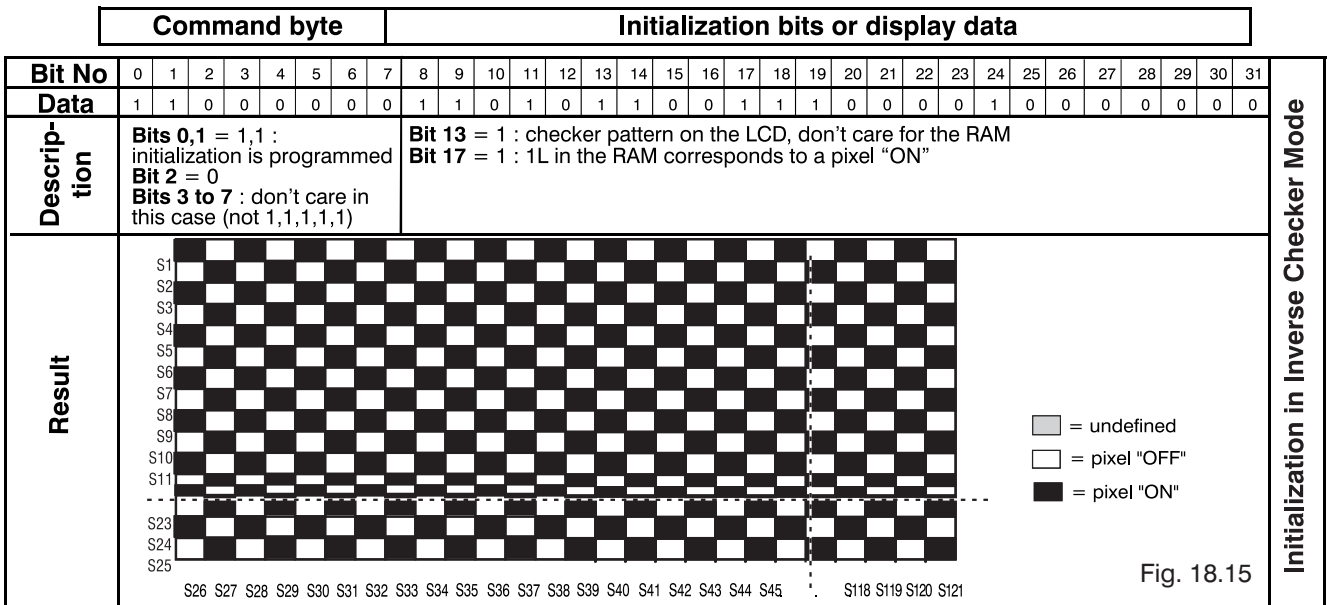 Command byte Initialization bits or display data
Bit No 0 1 2 3 4 5 6 7 8 9 10 11 12 13 14 15 16 17 18 19 20 21 22 23 24 25 26 27 28 29 30 31
Data 1 1 0 0 0 0 0 0 1 1 0 1 0 1 1 0 0 1 1 1 0 0 0 0 1 0 0 0 0 0 0 0
Descrip-
tion
Bits 0,1 = 1,1 :
initialization is programmed
Bit 2 = 0
Bits 3 to 7 : don't care in
this case (not 1,1,1,1,1)
Bit 13 = 1 : checker pattern on the LCD, don't care for the RAM
Bit 17 = 1 : 1L in the RAM corresponds to a pixel “ON”
Result
S1
S2
S3
S4
S5
S6
S7
S8
S9
S10
S11
S23
S24
S25
S26 S27 S28 S29 S30 S31 S32 S33 S34 S35 S36 S37 S38 S39 S40 S41 S42 S43 S44 S45 . . S118 S119 S120 S121
= undefined
= pixel "OFF"
= pixel "ON"
Fig. 18.15
Initialization in Inverse Checker Mode